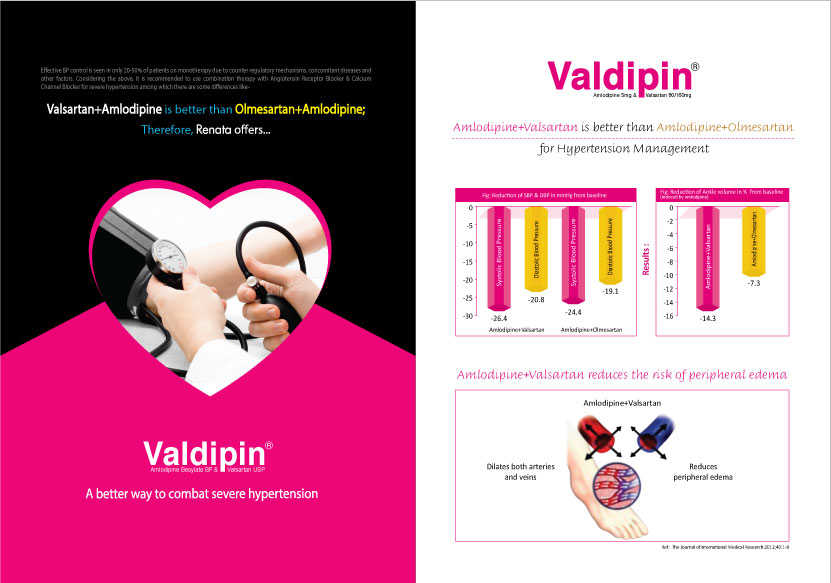 Effective BP control is seen in only 20-50% of patients on monotherapy due to counter regulatory mechanisms, concomitant diseases and
other factors. Considering the above, it is recommended to use combination therapy with Angiotensin Receptor Blocker & Calcium
Channel Blocker for severe hypertension among which there are some differences like-
Valsartan+Amlodipine is better than Olmesartan+Amlodipine;
Therefore, Renata offers...
Valdipin®
Amlodipine Besylate BP & Valsartan USP
A better way to combat severe hypertension
Valdipin®
Amlodipine 5mg & Valsartan 80/160mg
Amlodipine+Valsartan is better than Amlodipine+Olmesartan
for Hypertension Management
Fig: Reduction of SBP & DBP in mmHg from baseline
0
-5
-10
-15
-20
-25
-30
Systolic Blood Pressure
Diastolic Blood Pressure
Systolic Blood Pressure
Diastolic Blood Pressure
-26.4
-20.8
-24.4
-19.1
Amlodipine+Valsartan
Amlodipine+Olmesartan
Results :
Fig: Reduction of Ankle volume in % from baseline
(reduced by amlodipine)
0
-2
-4
-6
-8
-10
-12
-14
-16
Amlodipine+Valsartan
Amlodipine+Olmesartan
-14.3
-7.3
Amlodipine+Valsartan reduces the risk of peripheral edema
Amlodipine+Valsartan
Dilates both arteries
and veins
Reduces
peripheral edema
Ref: The Journal of International Medical Research 2012;40:1-9